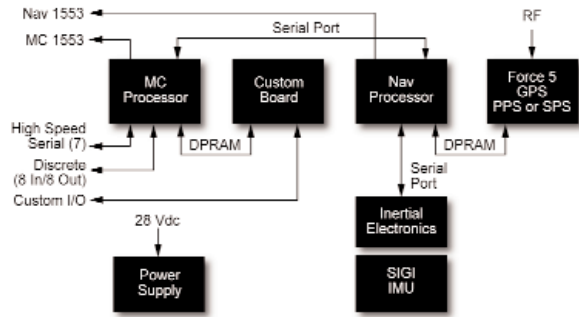 Nav 1553
MC 1553
Serial Port
RF
MC
Processor
Custom
Board
Nav
Processor
Force 5
GPS
PPS or SPS
High Speed
Serial (7)
DPRAM
DPRAM
Discrete
(8 In/8 Out)
Serial
Port
Custom I/O
28 Vdc
Inertial
Electronics
Power
Supply
SIGI
IMU